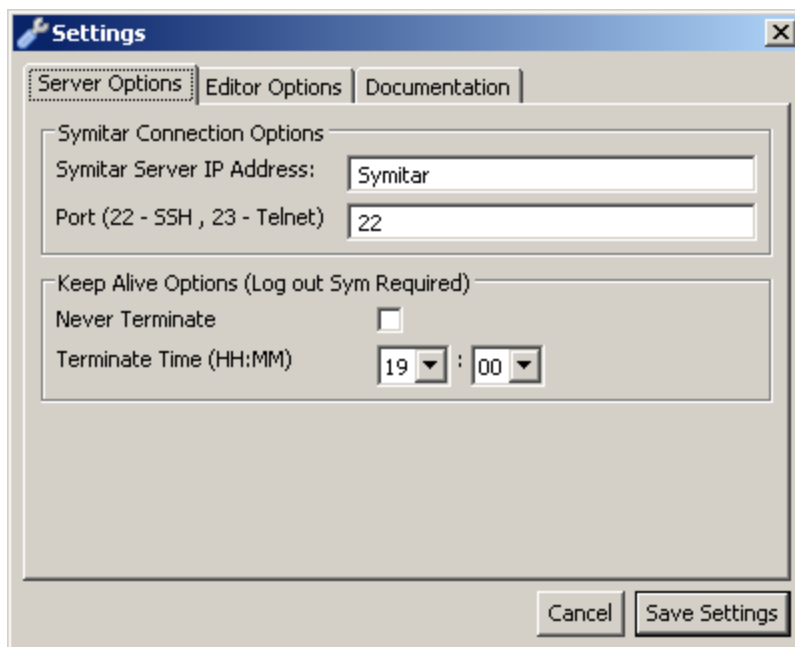 Settings
Server Options Editor Options Documentation
Symitar Connection Options
Symitar Server IP Address: Symitar
Port (22 - SSH , 23 - Telnet) 22
Keep Alive Options (Log out Sym Required)
Never Terminate
Terminate Time (HH:MM) 19 : 00
Cancel Save Settings